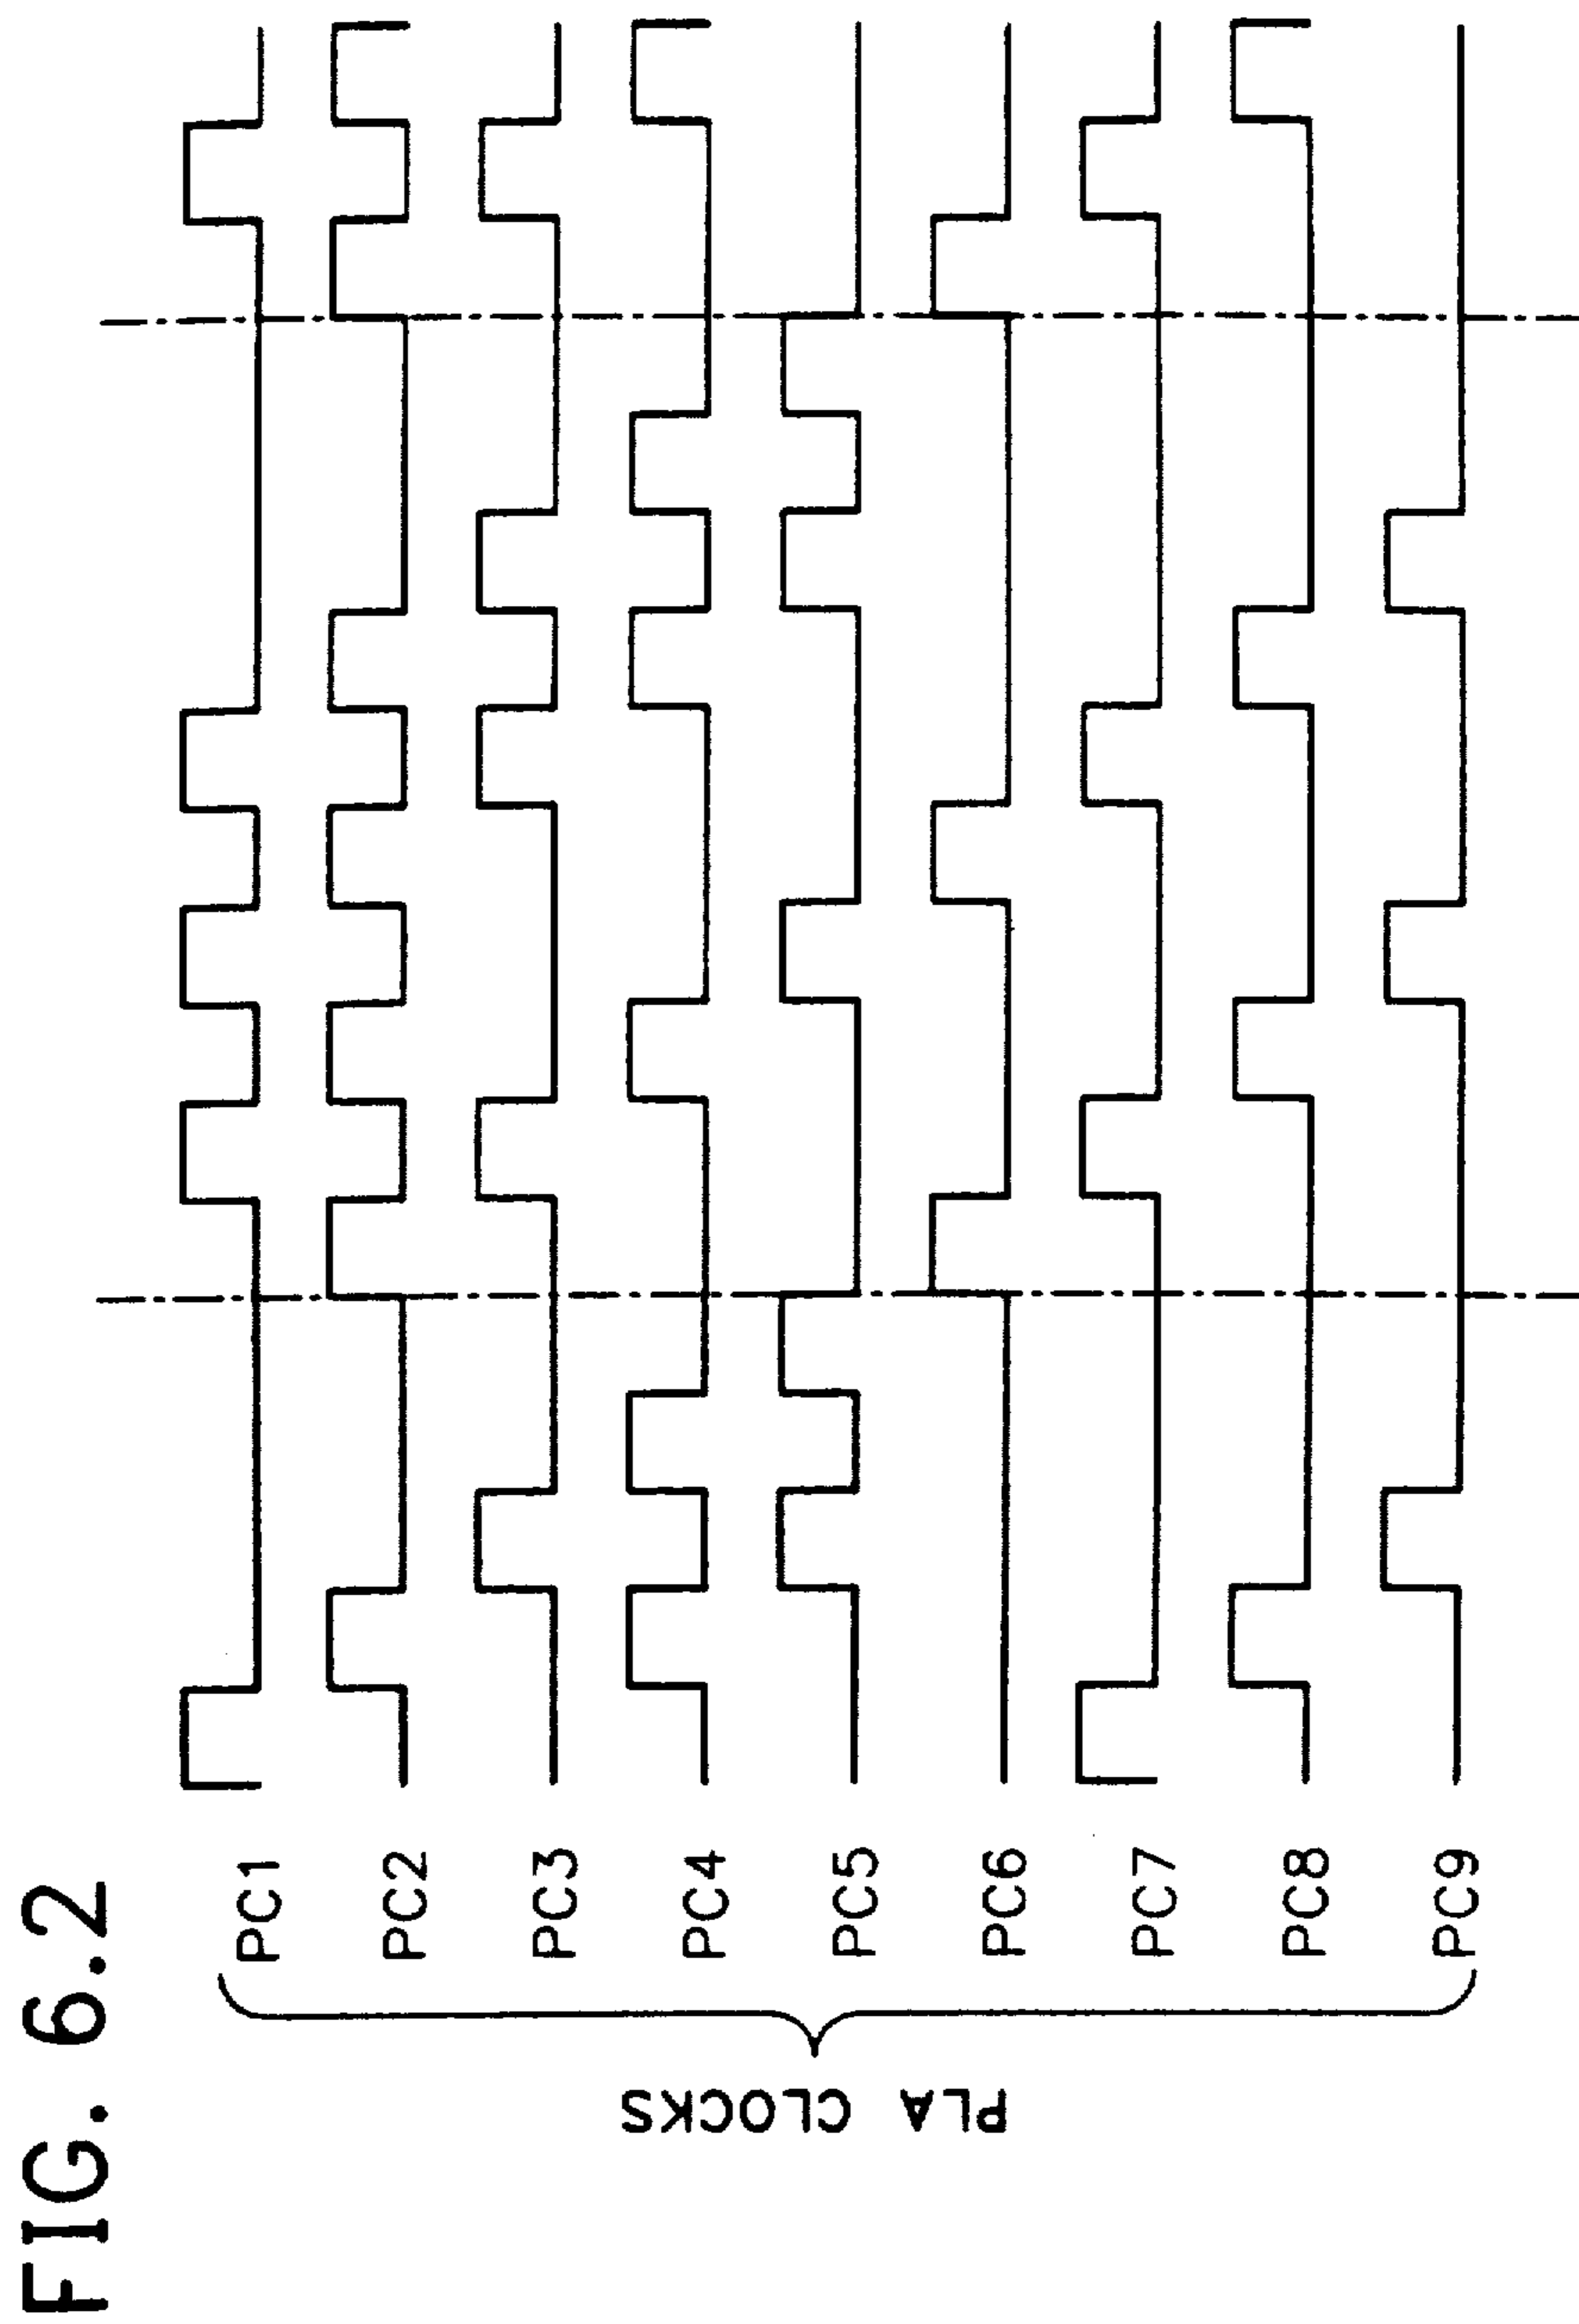 FIG. 6.2
PLA CLOCKS
PC1
PC2
PC3
PC4
PC5
PC6
PC7
PC8
PC9